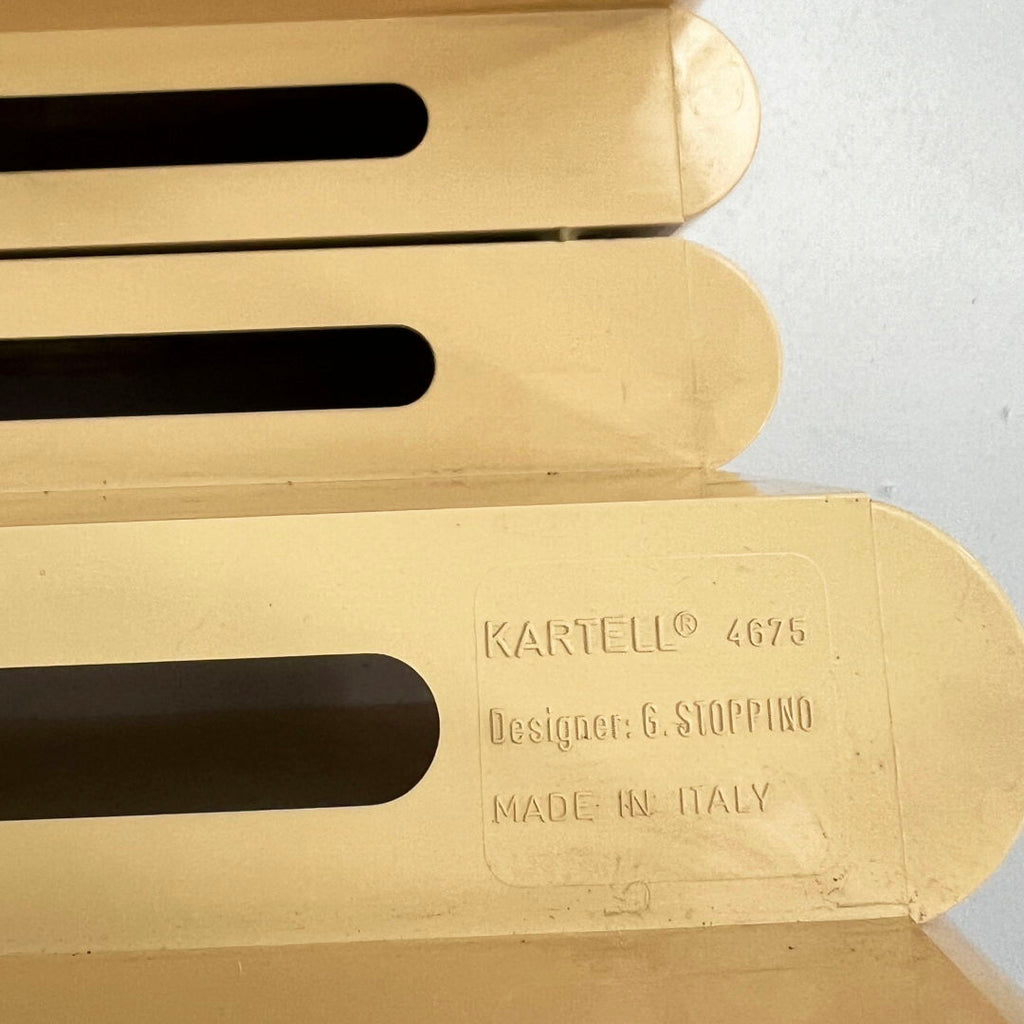 KARTELL® 4675
Designer: G. STOPPINO
MADE IN ITALY